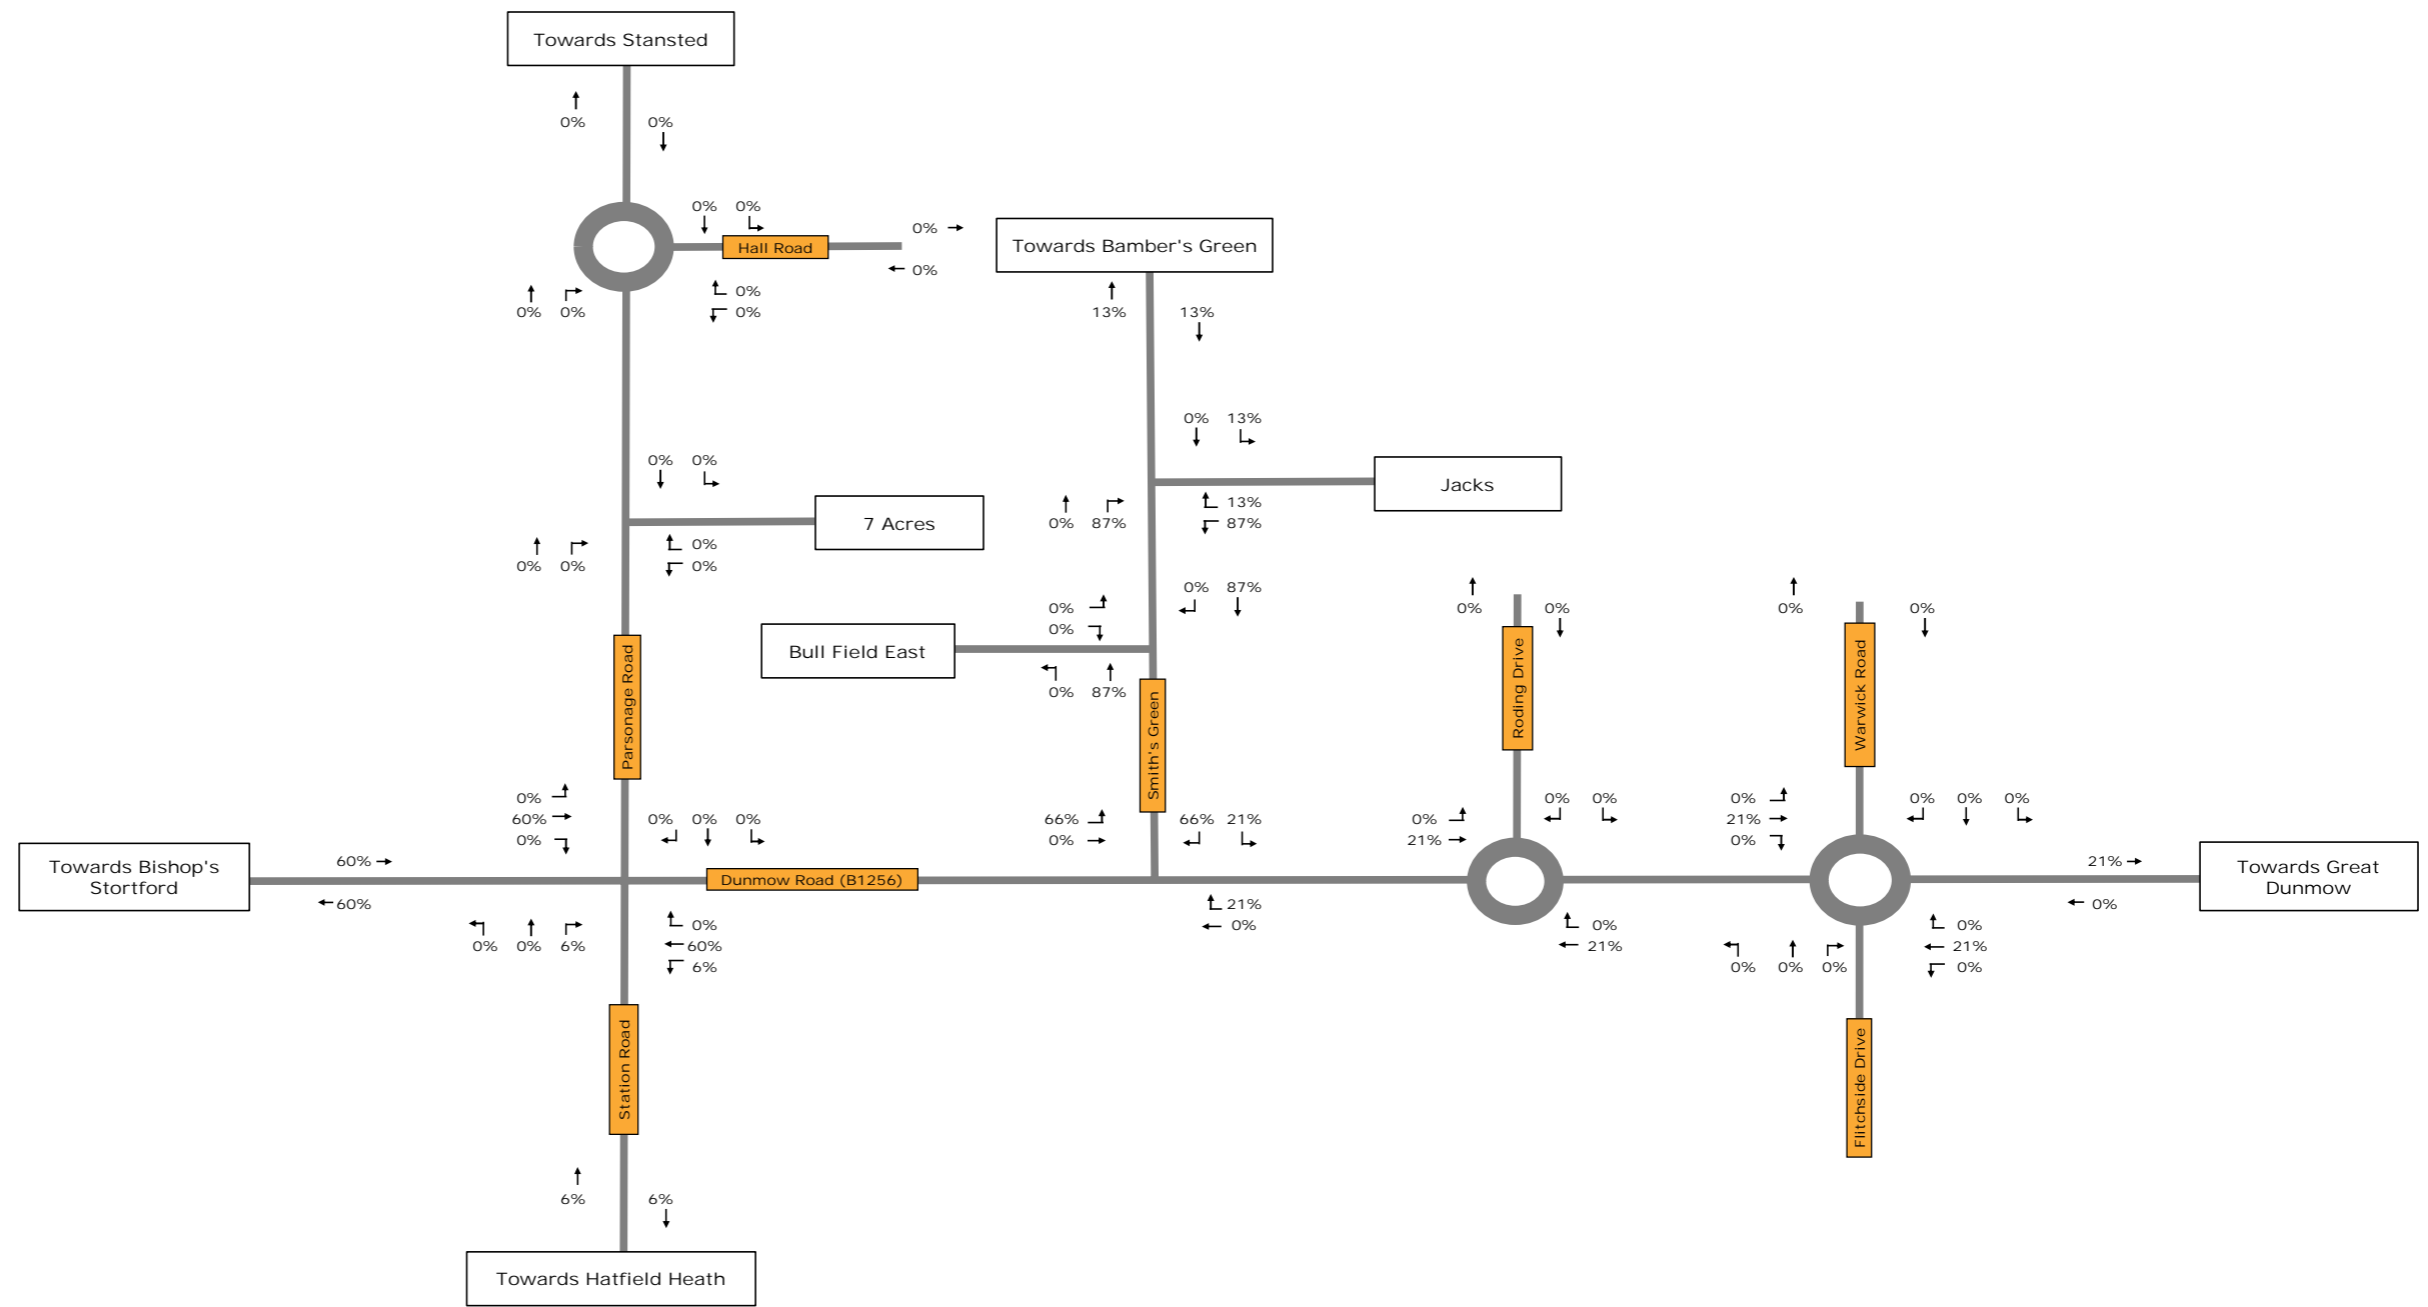 Towards Stansted
0% 0%
0% 0%
Hall Road
0%
0%
0% 0%
0%
0%
Towards Bamber's Green
13% 13%
0% 13%
Jacks
0% 87%
13%
87%
0% 0%
7 Acres
0% 0%
0%
0%
0% 87%
0%
0%
Bull Field East
0% 87%
Smith's Green
Parsonage Road
0% 0%
Roding Drive
0% 0%
Warwick Road
0%
60%
0%
0% 0% 0%
66%
0%
66% 21%
0%
21%
0% 0%
0%
21%
0%
0% 0% 0%
Towards Bishop's
Stortford
60%
60%
Dunmow Road (B1256)
21%
0%
Towards Great
Dunmow
0% 0% 6%
0%
60%
6%
21%
0%
0%
21%
0% 0% 0%
0%
21%
0%
Station Road
Flitchside Drive
6% 6%
Towards Hatfield Heath